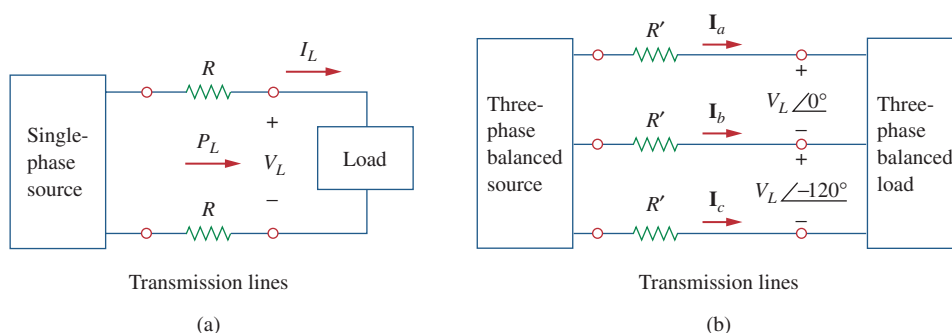 Single-
phase
source
R
I_L
P_L
+
V_L
−
Load
R
Transmission lines
(a)
Three-
phase
balanced
source
R′
I_a
+
V_L ∠0°
−
R′
I_b
+
V_L ∠−120°
−
R′
I_c
Three-
phase
balanced
load
Transmission lines
(b)